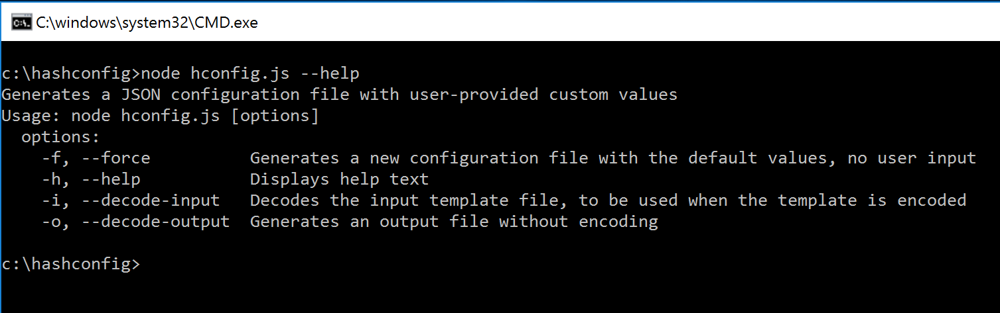 C:\windows\system32\CMD.exe
c:\hashconfig>node hconfig.js --help
Generates a JSON configuration file with user-provided custom values
Usage: node hconfig.js [options]
  options:
    -f, --force          Generates a new configuration file with the default values, no user input
    -h, --help           Displays help text
    -i, --decode-input   Decodes the input template file, to be used when the template is encoded
    -o, --decode-output  Generates an output file without encoding
c:\hashconfig>